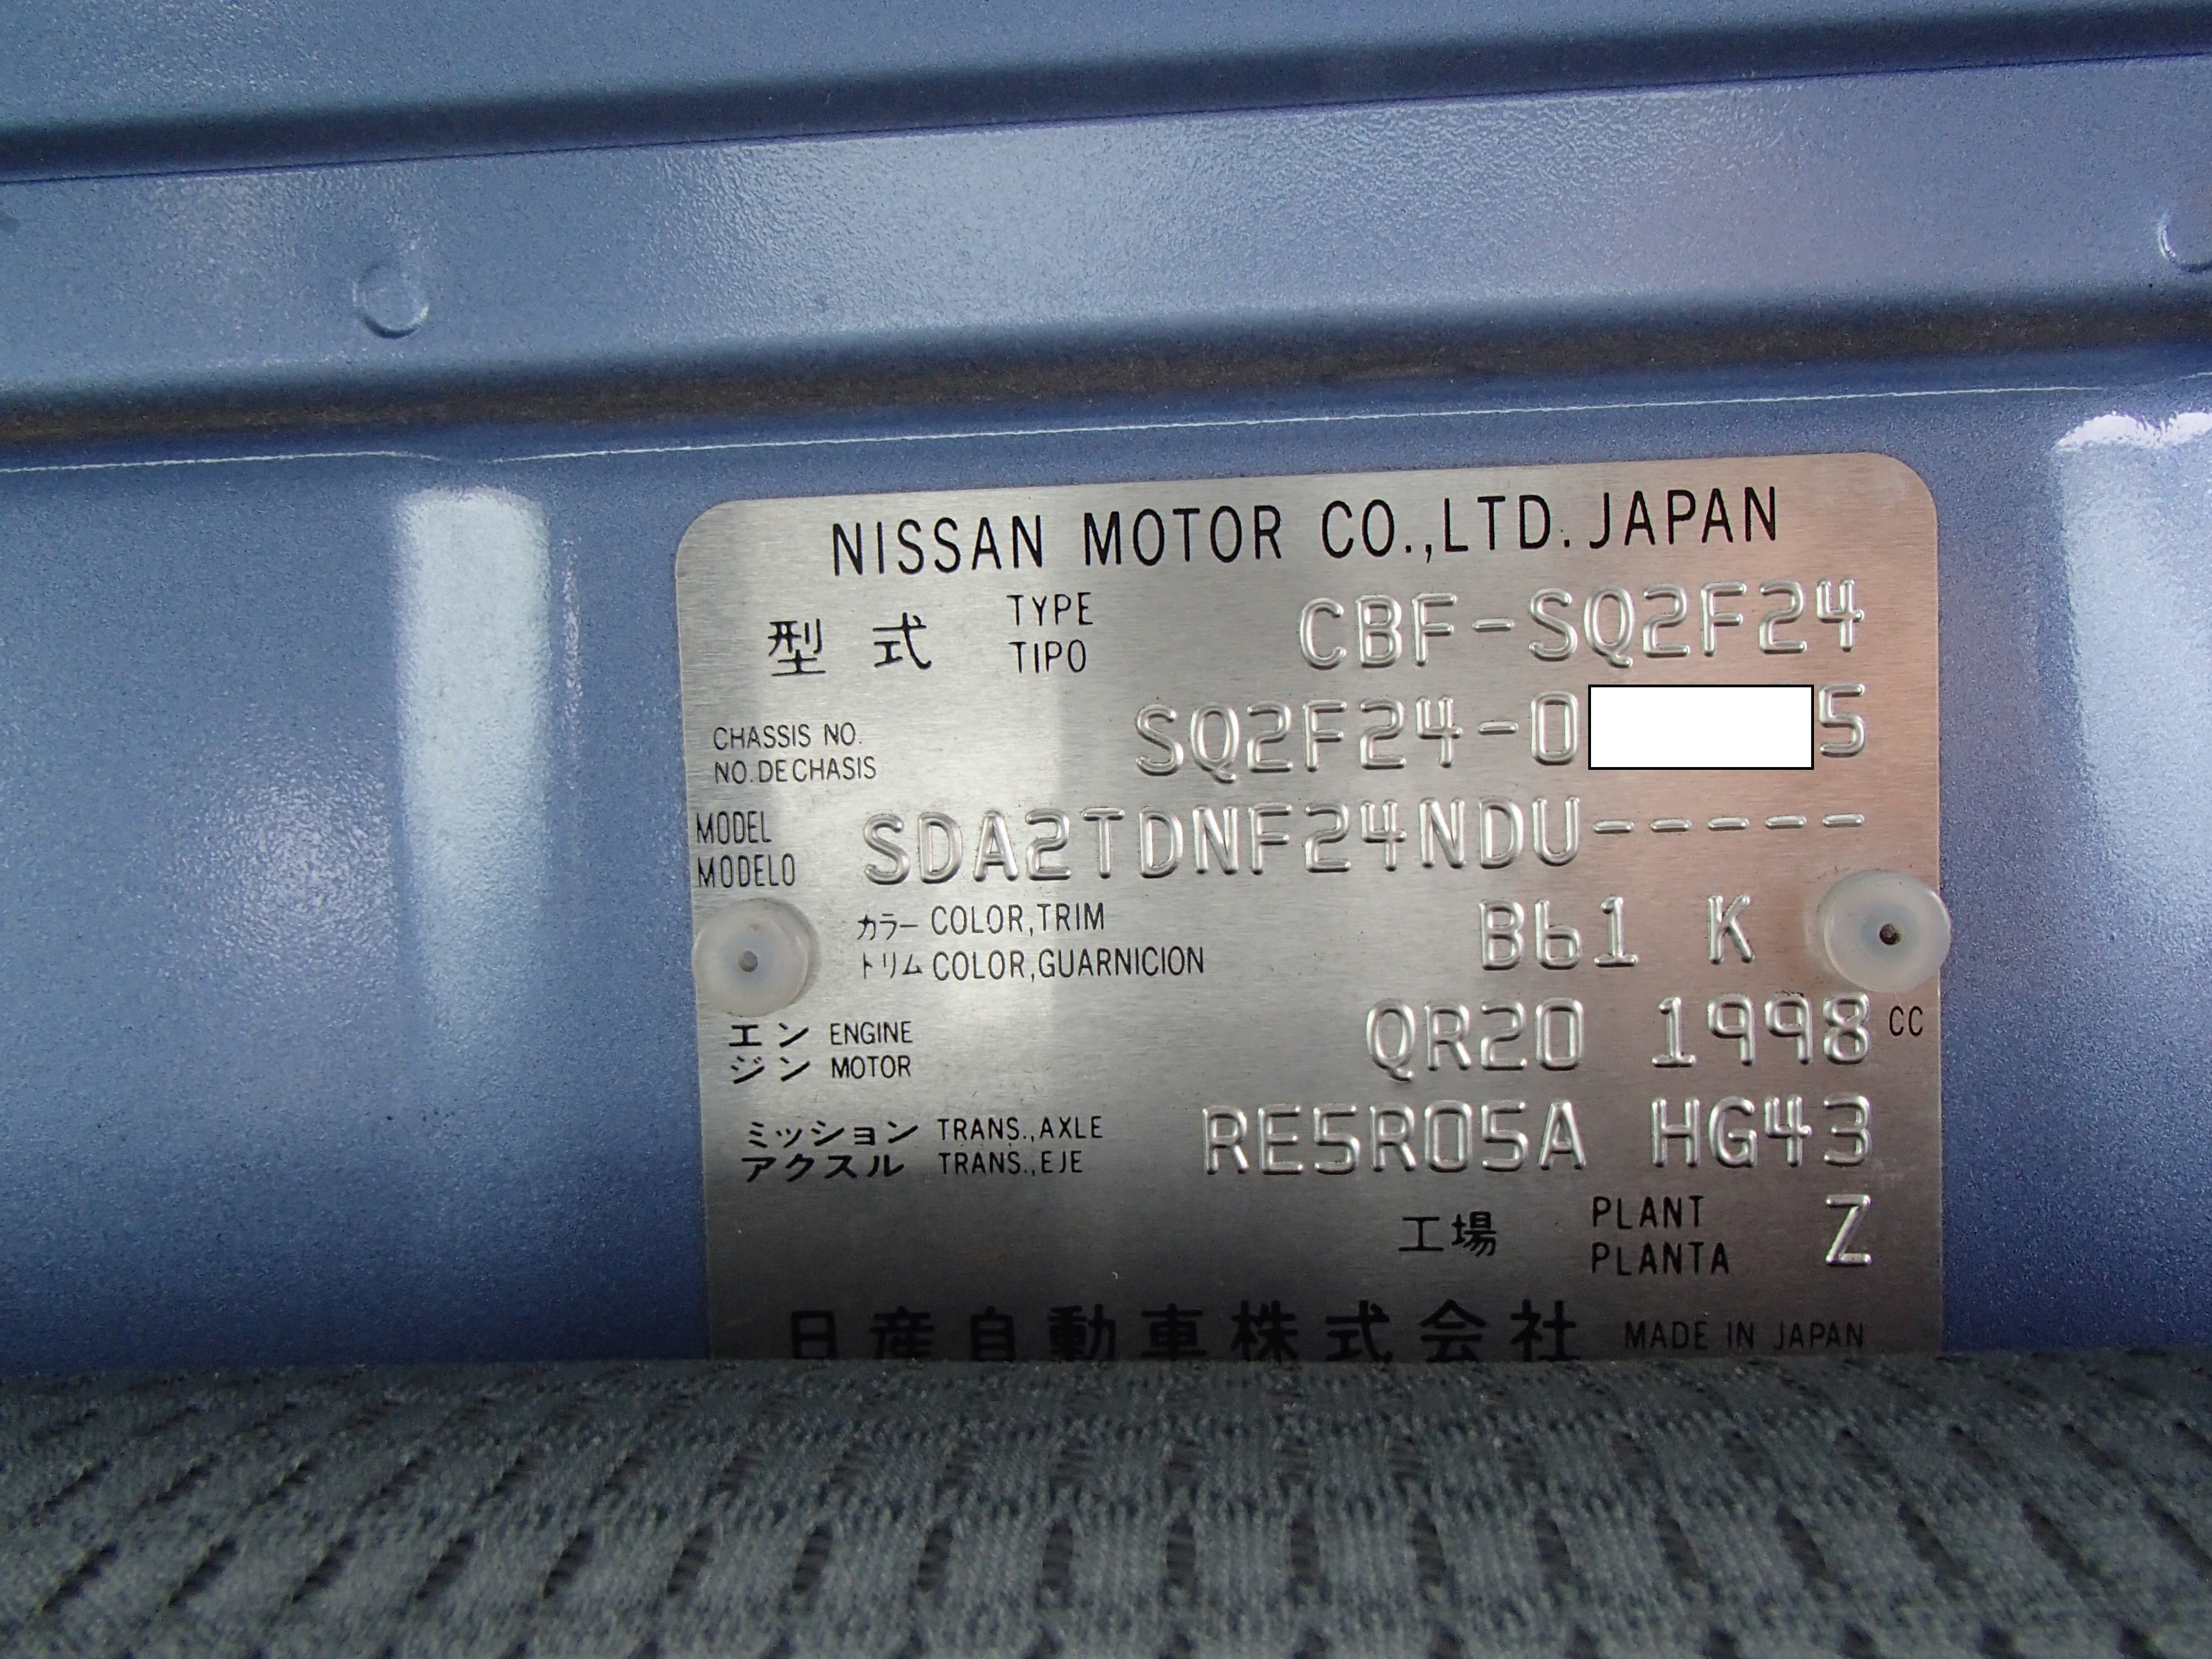 NISSAN MOTOR CO.,LTD. JAPAN
型式 TYPE CBF-SQ2F24
TIPO
CHASSIS NO. SQ2F24-0 5
NO. DE CHASIS
MODEL SDA2TDNF24NDU-----
MODELO
カラー COLOR,TRIM B61 K
トリム COLOR,GUARNICION
エン ENGINE QR20 1998 CC
ジン MOTOR
ミッション TRANS.,AXLE RE5R05A HG43
アクスル TRANS.,EJE
工場 PLANT Z
PLANTA
日産自動車株式会社 MADE IN JAPAN